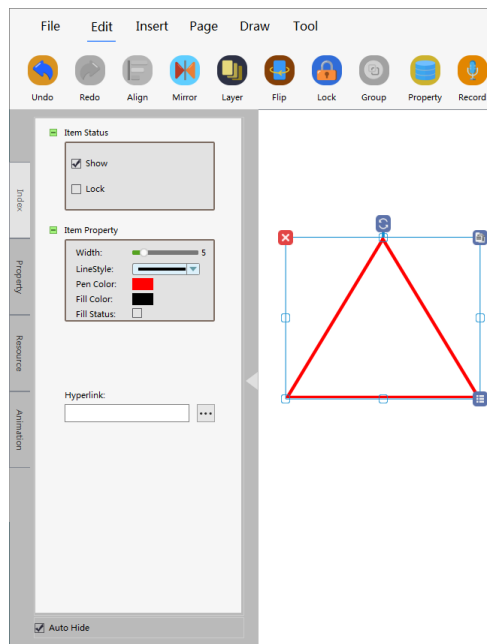 File Edit Insert Page Draw Tool
Undo Redo Align Mirror Layer Flip Lock Group Property Record
Item Status
Show
Lock
Item Property
Width: 5
LineStyle:
Pen Color:
Fill Color:
Fill Status:
Hyperlink:
...
Index
Property
Resource
Animation
Auto Hide